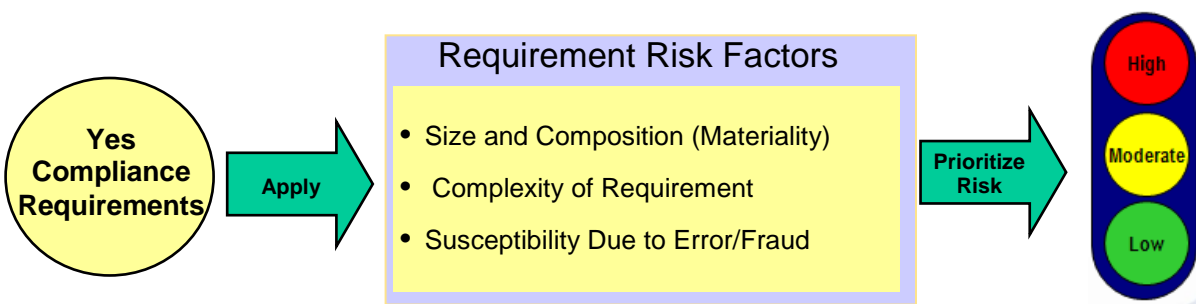 Yes
Compliance
Requirements
Apply
Requirement Risk Factors
• Size and Composition (Materiality)
• Complexity of Requirement
• Susceptibility Due to Error/Fraud
Prioritize
Risk
High
Moderate
Low